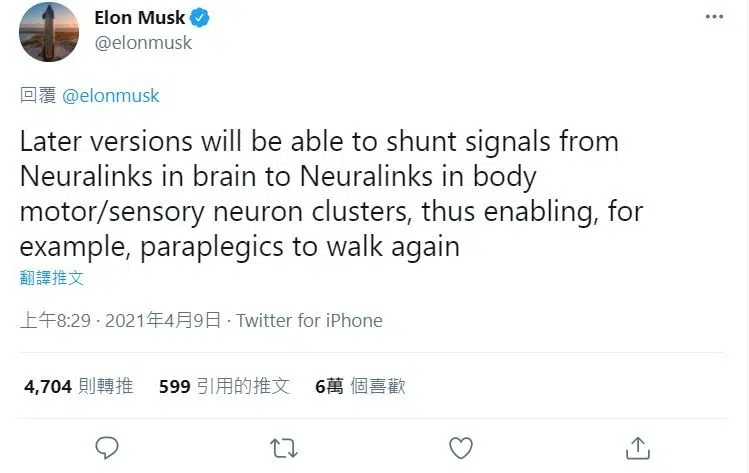 Elon Musk
@elonmusk
回覆 @elonmusk
Later versions will be able to shunt signals from
Neuralinks in brain to Neuralinks in body
motor/sensory neuron clusters, thus enabling, for
example, paraplegics to walk again
翻譯推文
上午8:29 · 2021年4月9日 · Twitter for iPhone
4,704 則轉推 599 引用的推文 6萬 個喜歡